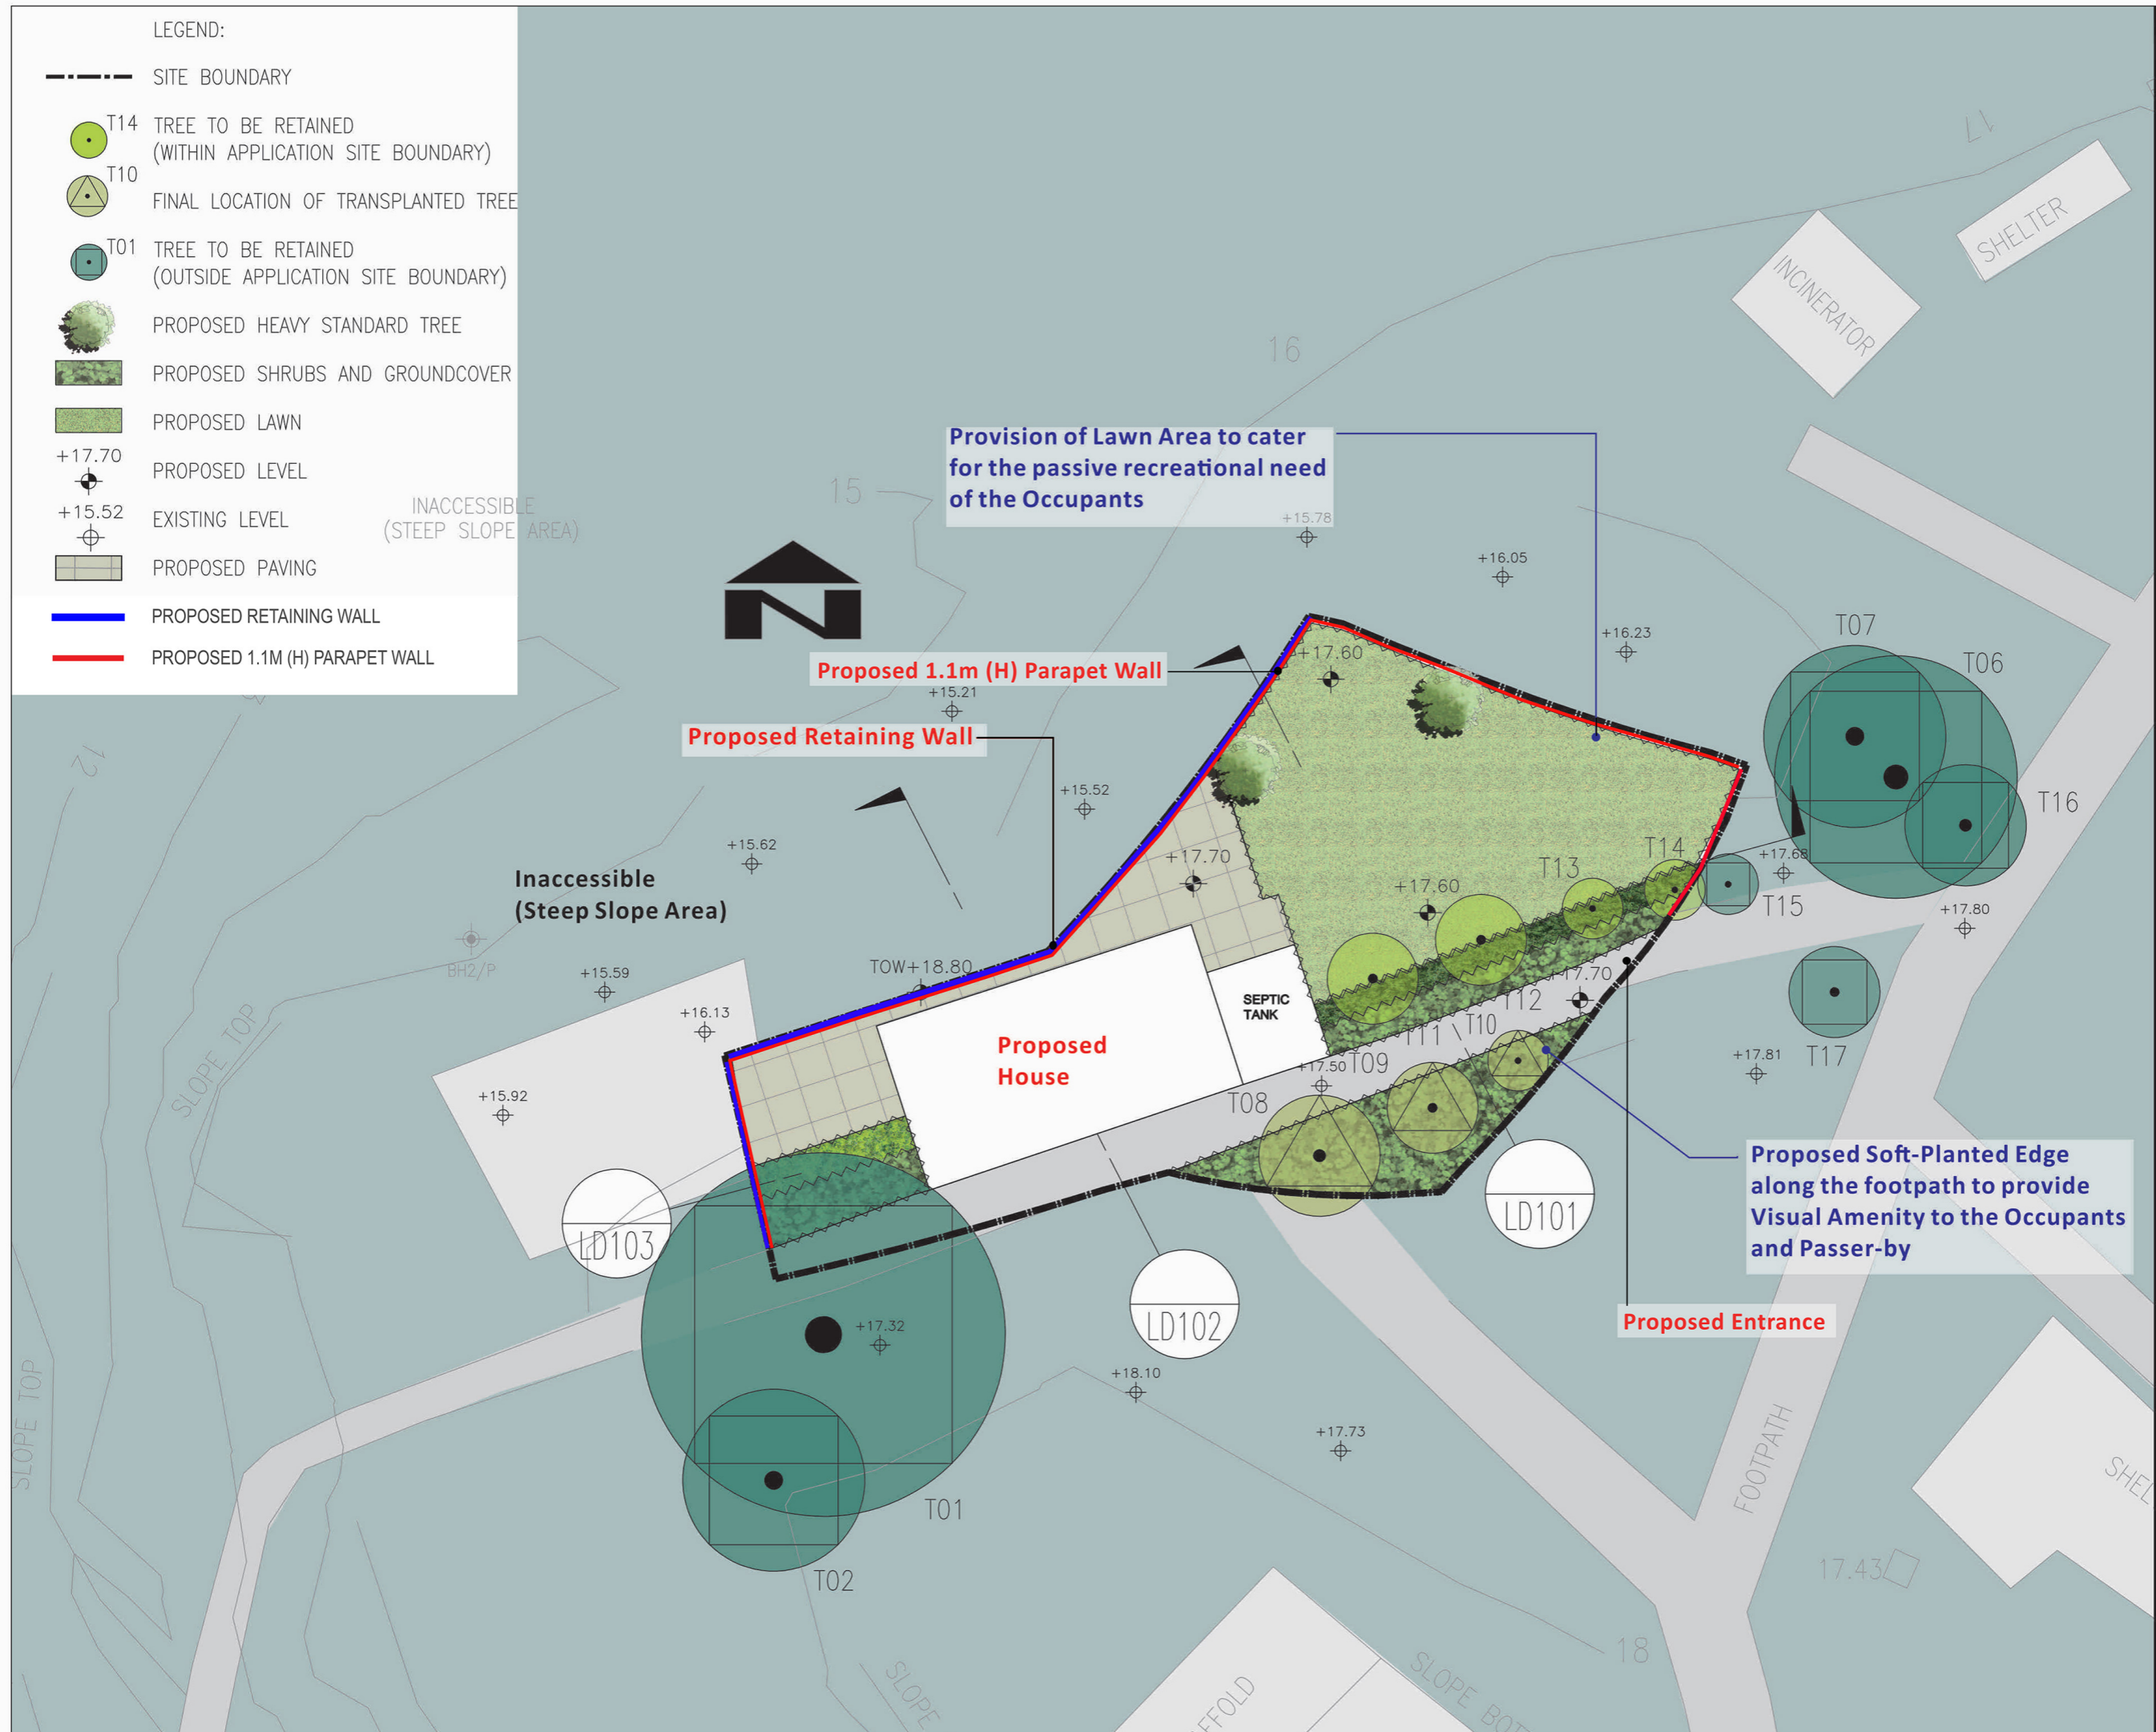 LEGEND:
SITE BOUNDARY
T14
TREE TO BE RETAINED
(WITHIN APPLICATION SITE BOUNDARY)
T10
FINAL LOCATION OF TRANSPLANTED TREE
T01
TREE TO BE RETAINED
(OUTSIDE APPLICATION SITE BOUNDARY)
PROPOSED HEAVY STANDARD TREE
PROPOSED SHRUBS AND GROUNDCOVER
PROPOSED LAWN
+17.70
PROPOSED LEVEL
+15.52
EXISTING LEVEL
PROPOSED PAVING
PROPOSED RETAINING WALL
PROPOSED 1.1M (H) PARAPET WALL
INACCESSIBLE
(STEEP SLOPE AREA)
17
SHELTER
INCINERATOR
16
15
Provision of Lawn Area to cater
for the passive recreational need
of the Occupants
+15.78
+16.05
+16.23
N
T07
T06
+17.60
Proposed 1.1m (H) Parapet Wall
+15.21
Proposed Retaining Wall
12
+15.52
T16
+15.62
+17.70
T14
+17.68
T13
Inaccessible
(Steep Slope Area)
+17.60
T15
+17.80
BH2/P
+15.59
TOW+18.80
17.70
SEPTIC
TANK
T12
+16.13
SLOPE TOP
T11
T10
Proposed
House
+17.50
T09
+17.81
T17
+15.92
T08
Proposed Soft-Planted Edge
along the footpath to provide
Visual Amenity to the Occupants
and Passer-by
LD101
LD103
Proposed Entrance
LD102
+17.32
+18.10
SLOPE TOP
+17.73
FOOTPATH
T01
SHEL
T02
17.43
18
SLOPE
FFOLD
SLOPE BOT